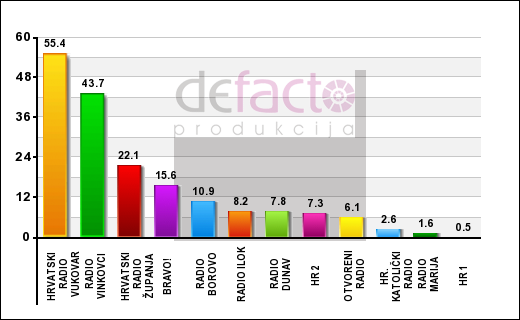 defacto
produkcija
60
48
36
24
12
0
55.4
43.7
22.1
15.6
10.9
8.2
7.8
7.3
6.1
2.6
1.6
0.5
HRVATSKI
RADIO
VUKOVAR
RADIO
VINKOVCI
HRVATSKI
RADIO
ŽUPANJA
BRAVO!
RADIO
BOROVO
RADIO ILOK
RADIO
DUNAV
HR 2
OTVORENI
RADIO
HR.
KATOLIČKI
RADIO
RADIO
MARIJA
HR 1